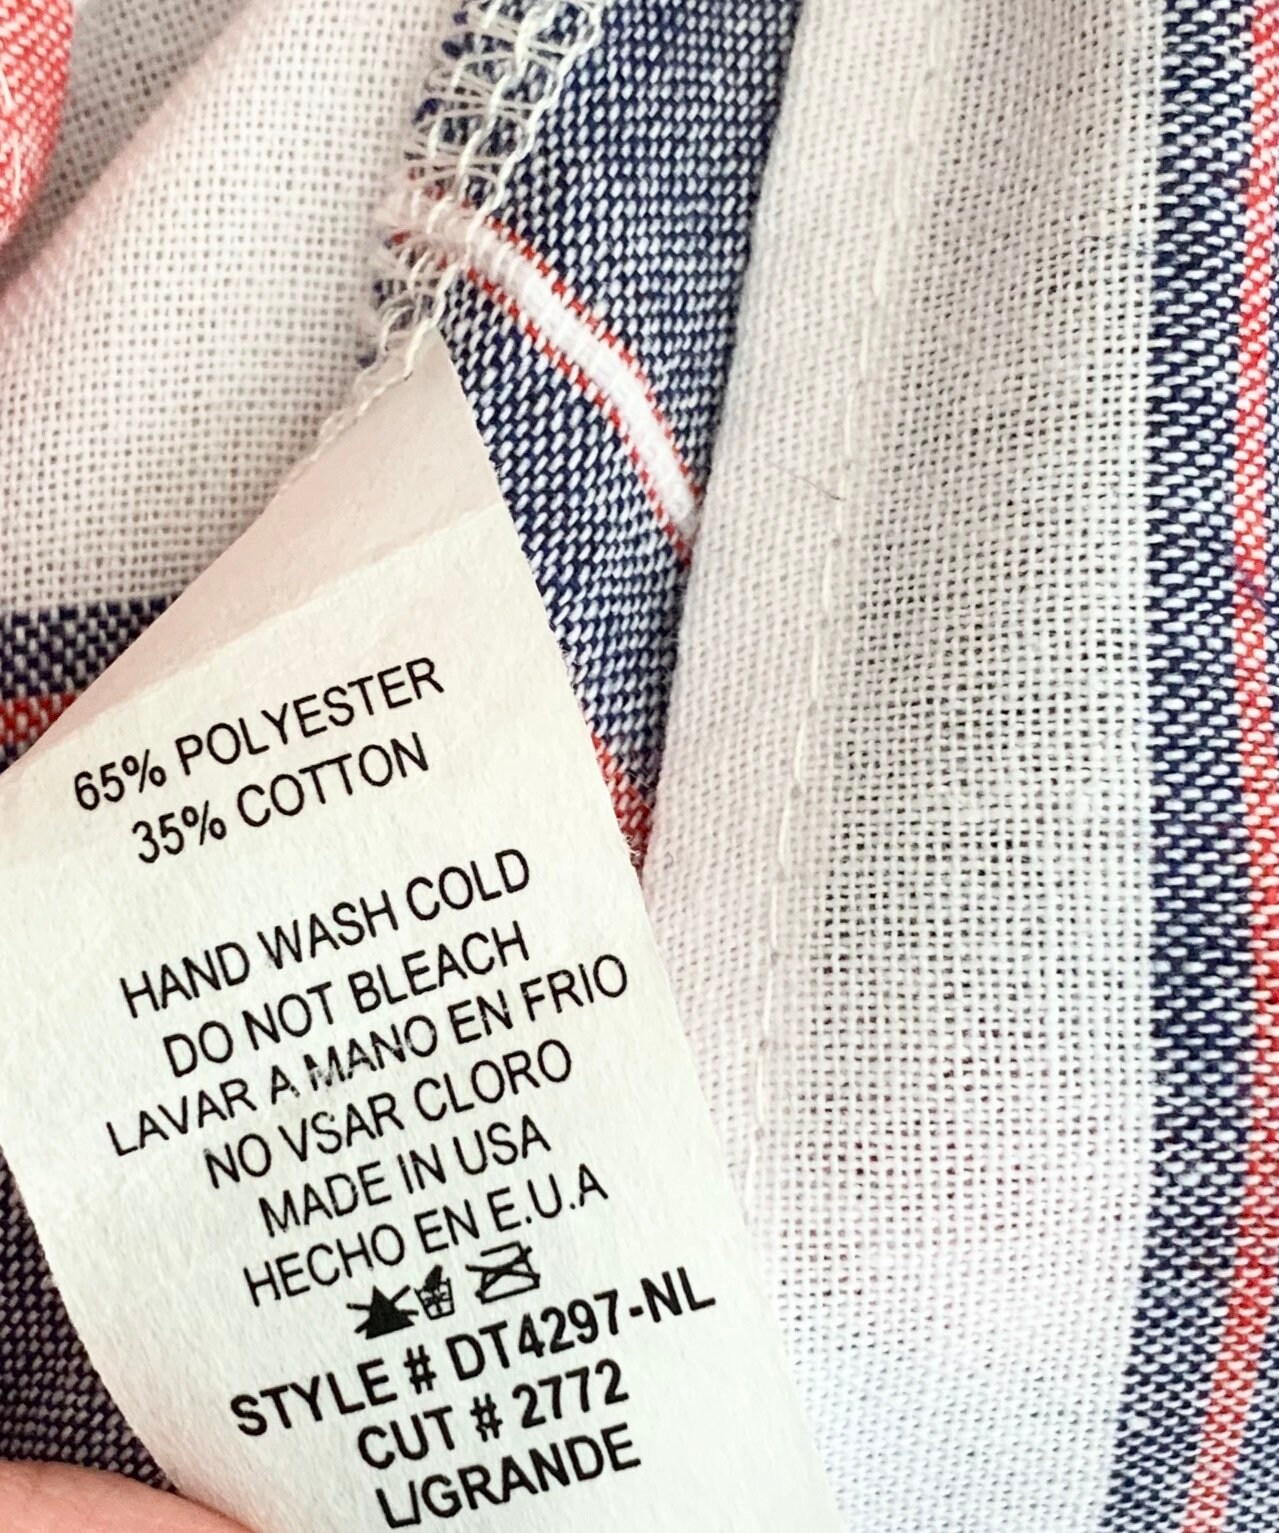 65% POLYESTER
35% COTTON
HAND WASH COLD
DO NOT BLEACH
LAVAR A MANO EN FRIO
NO VSAR CLORO
MADE IN USA
HECHO EN E.U.A
STYLE # DT4297-NL
CUT # 2772
L/GRANDE